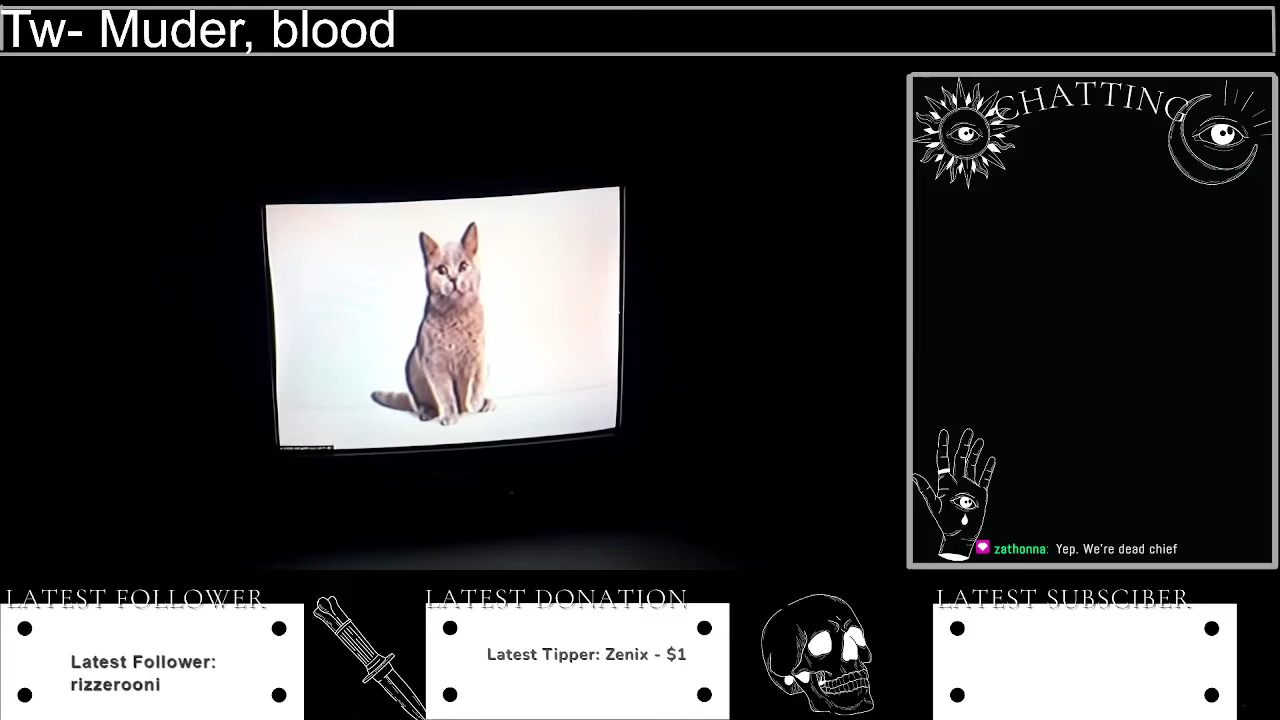 Tw- Muder, blood
CHATTING
zathonna: Yep. We're dead chief
LATEST FOLLOWER
LATEST DONATION
LATEST SUBSCIBER
Latest Follower:
rizzerooni
Latest Tipper: Zenix - $1